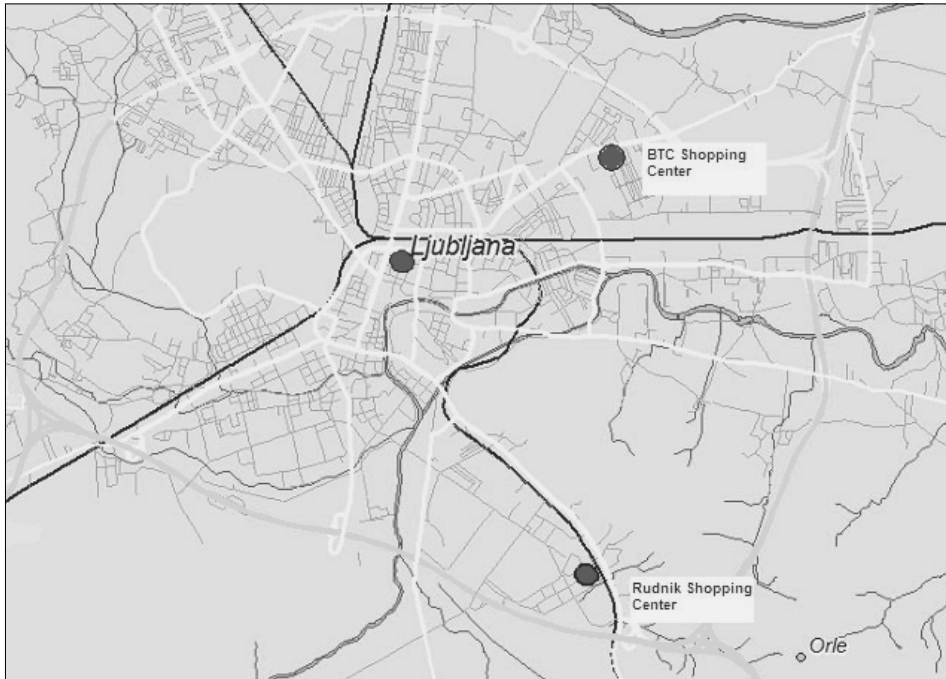 BTC Shopping
Center
Ljubljana
Rudnik Shopping
Center
Orle